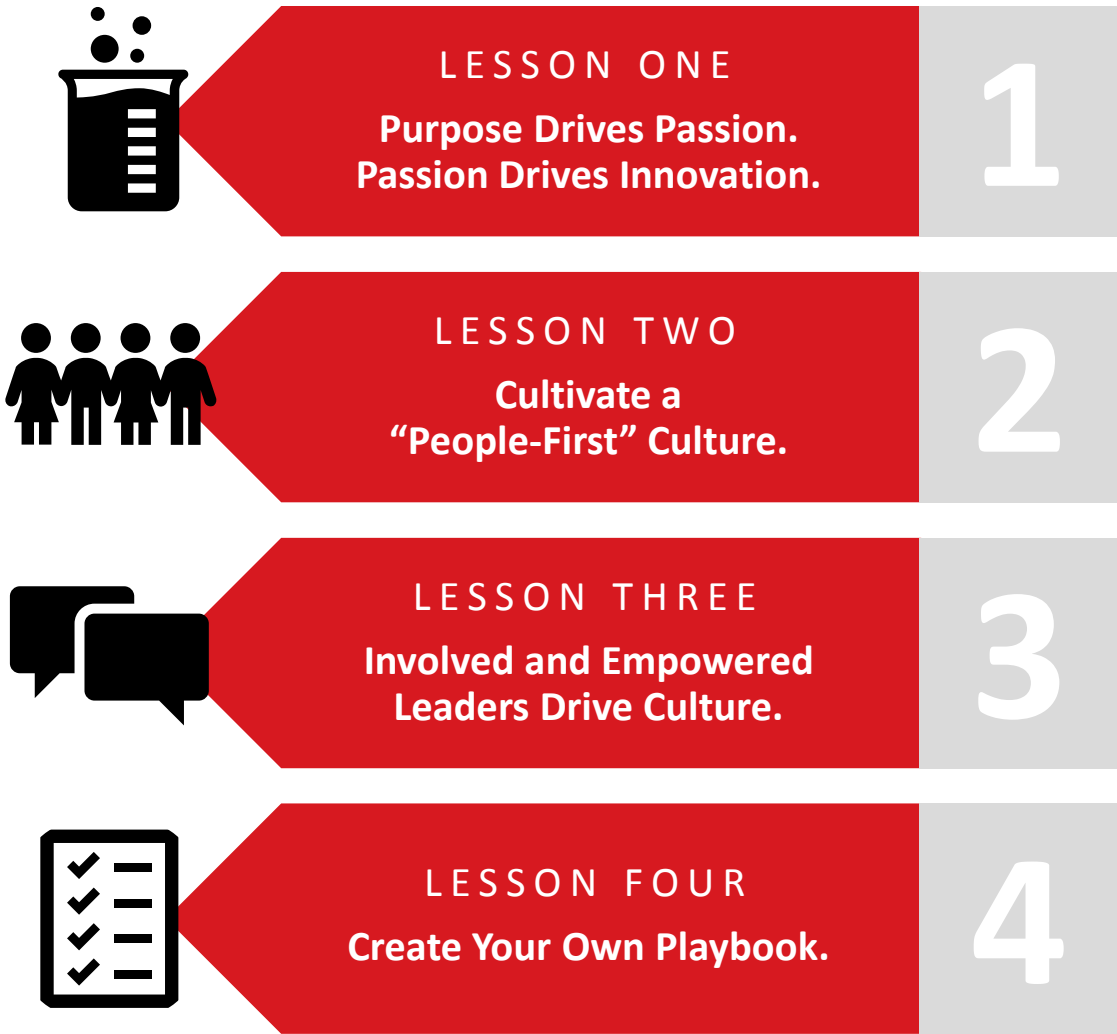 LESSON ONE
Purpose Drives Passion.
Passion Drives Innovation.
1
LESSON TWO
Cultivate a
“People-First” Culture.
2
LESSON THREE
Involved and Empowered
Leaders Drive Culture.
3
LESSON FOUR
Create Your Own Playbook.
4